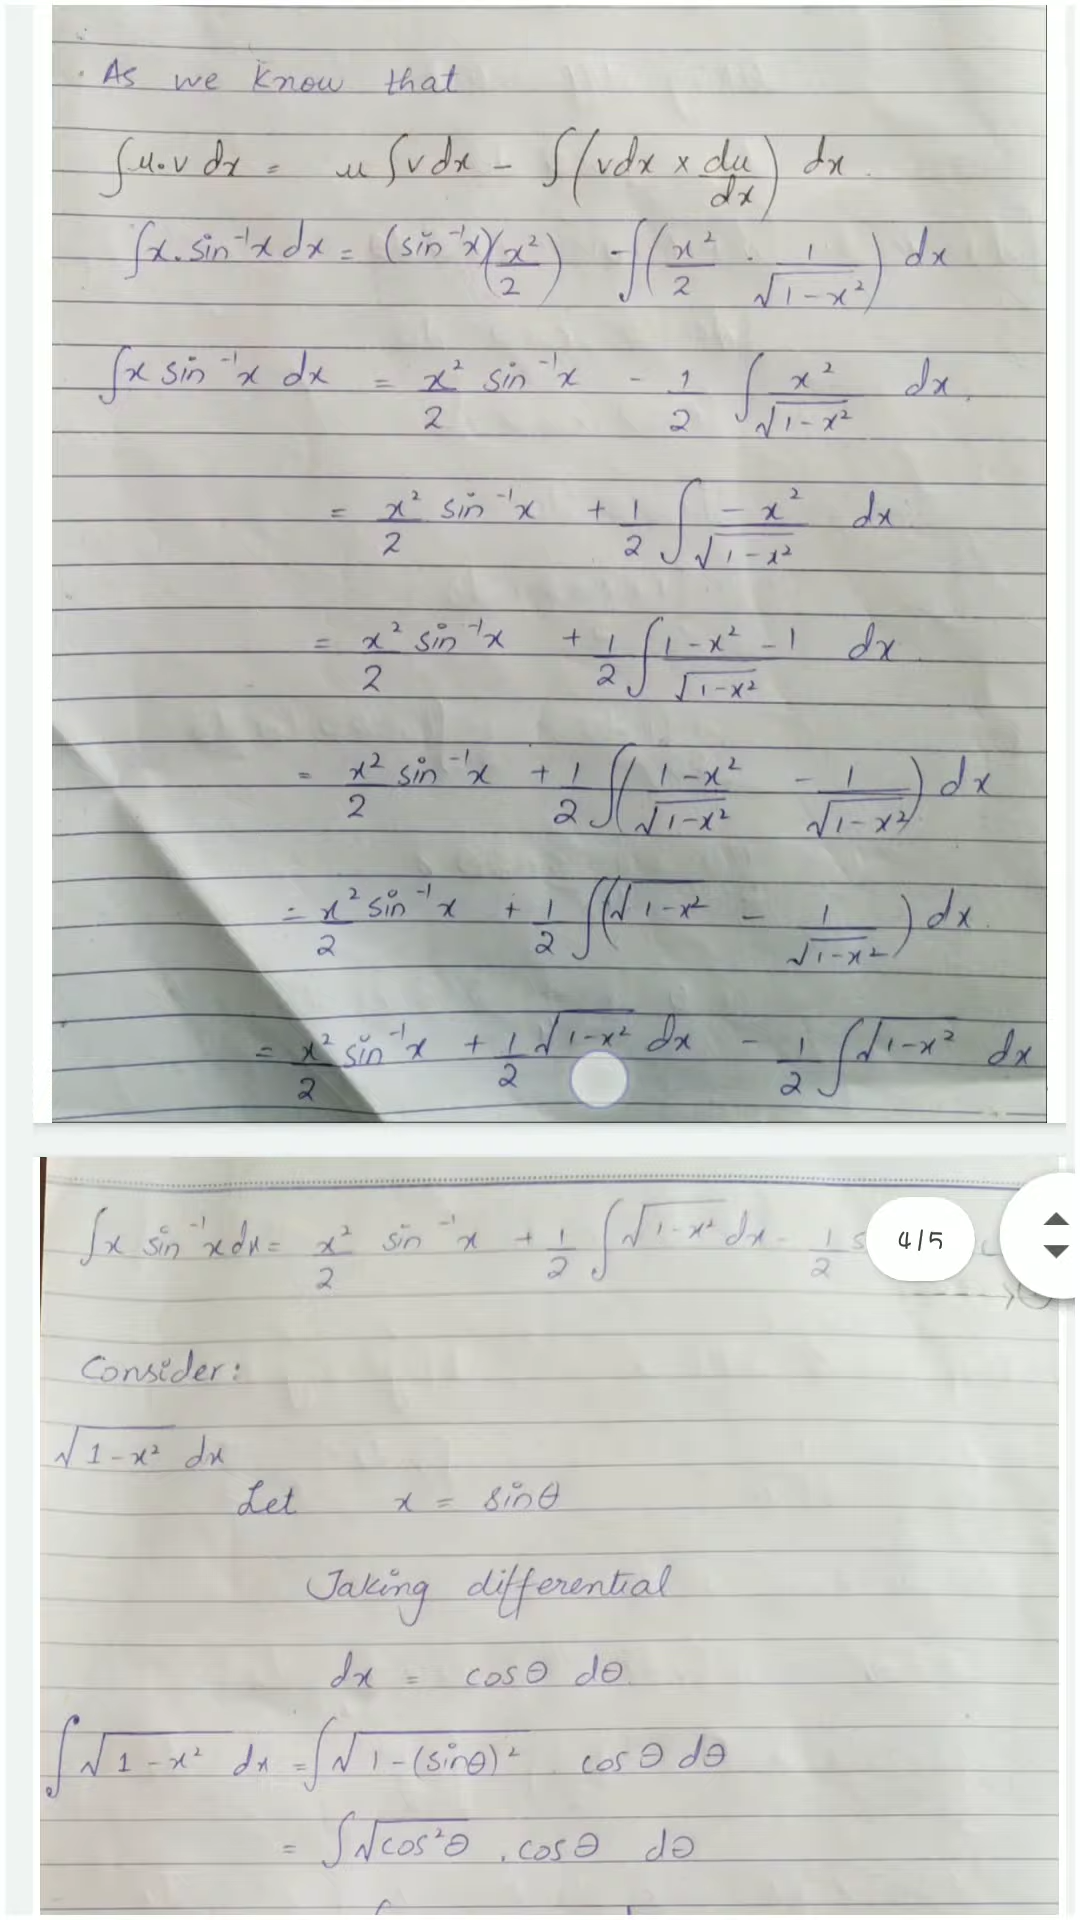 As we know that
∫u.v dx = u ∫v dx - ∫(vdx × du/dx) dx.
∫x.sin⁻¹x dx = (sin⁻¹x)(x²/2) - ∫(x²/2 . 1/√1-x²) dx
∫x sin⁻¹x dx = x²/2 sin⁻¹x - 1/2 ∫ x²/√1-x² dx.
= x²/2 sin⁻¹x + 1/2 ∫ -x²/√1-x² dx
= x²/2 sin⁻¹x + 1/2 ∫ 1-x²-1/√1-x² dx.
= x²/2 sin⁻¹x + 1/2 ∫(1-x²/√1-x² - 1/√1-x²) dx
= x²/2 sin⁻¹x + 1/2 ∫(√1-x² - 1/√1-x²) dx.
= x²/2 sin⁻¹x + 1/2 √1-x² dx - 1/2 ∫√1-x² dx
∫x sin⁻¹x dx = x²/2 sin⁻¹x + 1/2 ∫√1-x² dx - 1/2 s
4/5
Consider:
√1-x² dx
Let x = sinθ
Taking differential
dx = cosθ dθ.
∫√1-x² dx = ∫√1-(sinθ)² cosθ dθ
= ∫√cos²θ . cosθ dθ